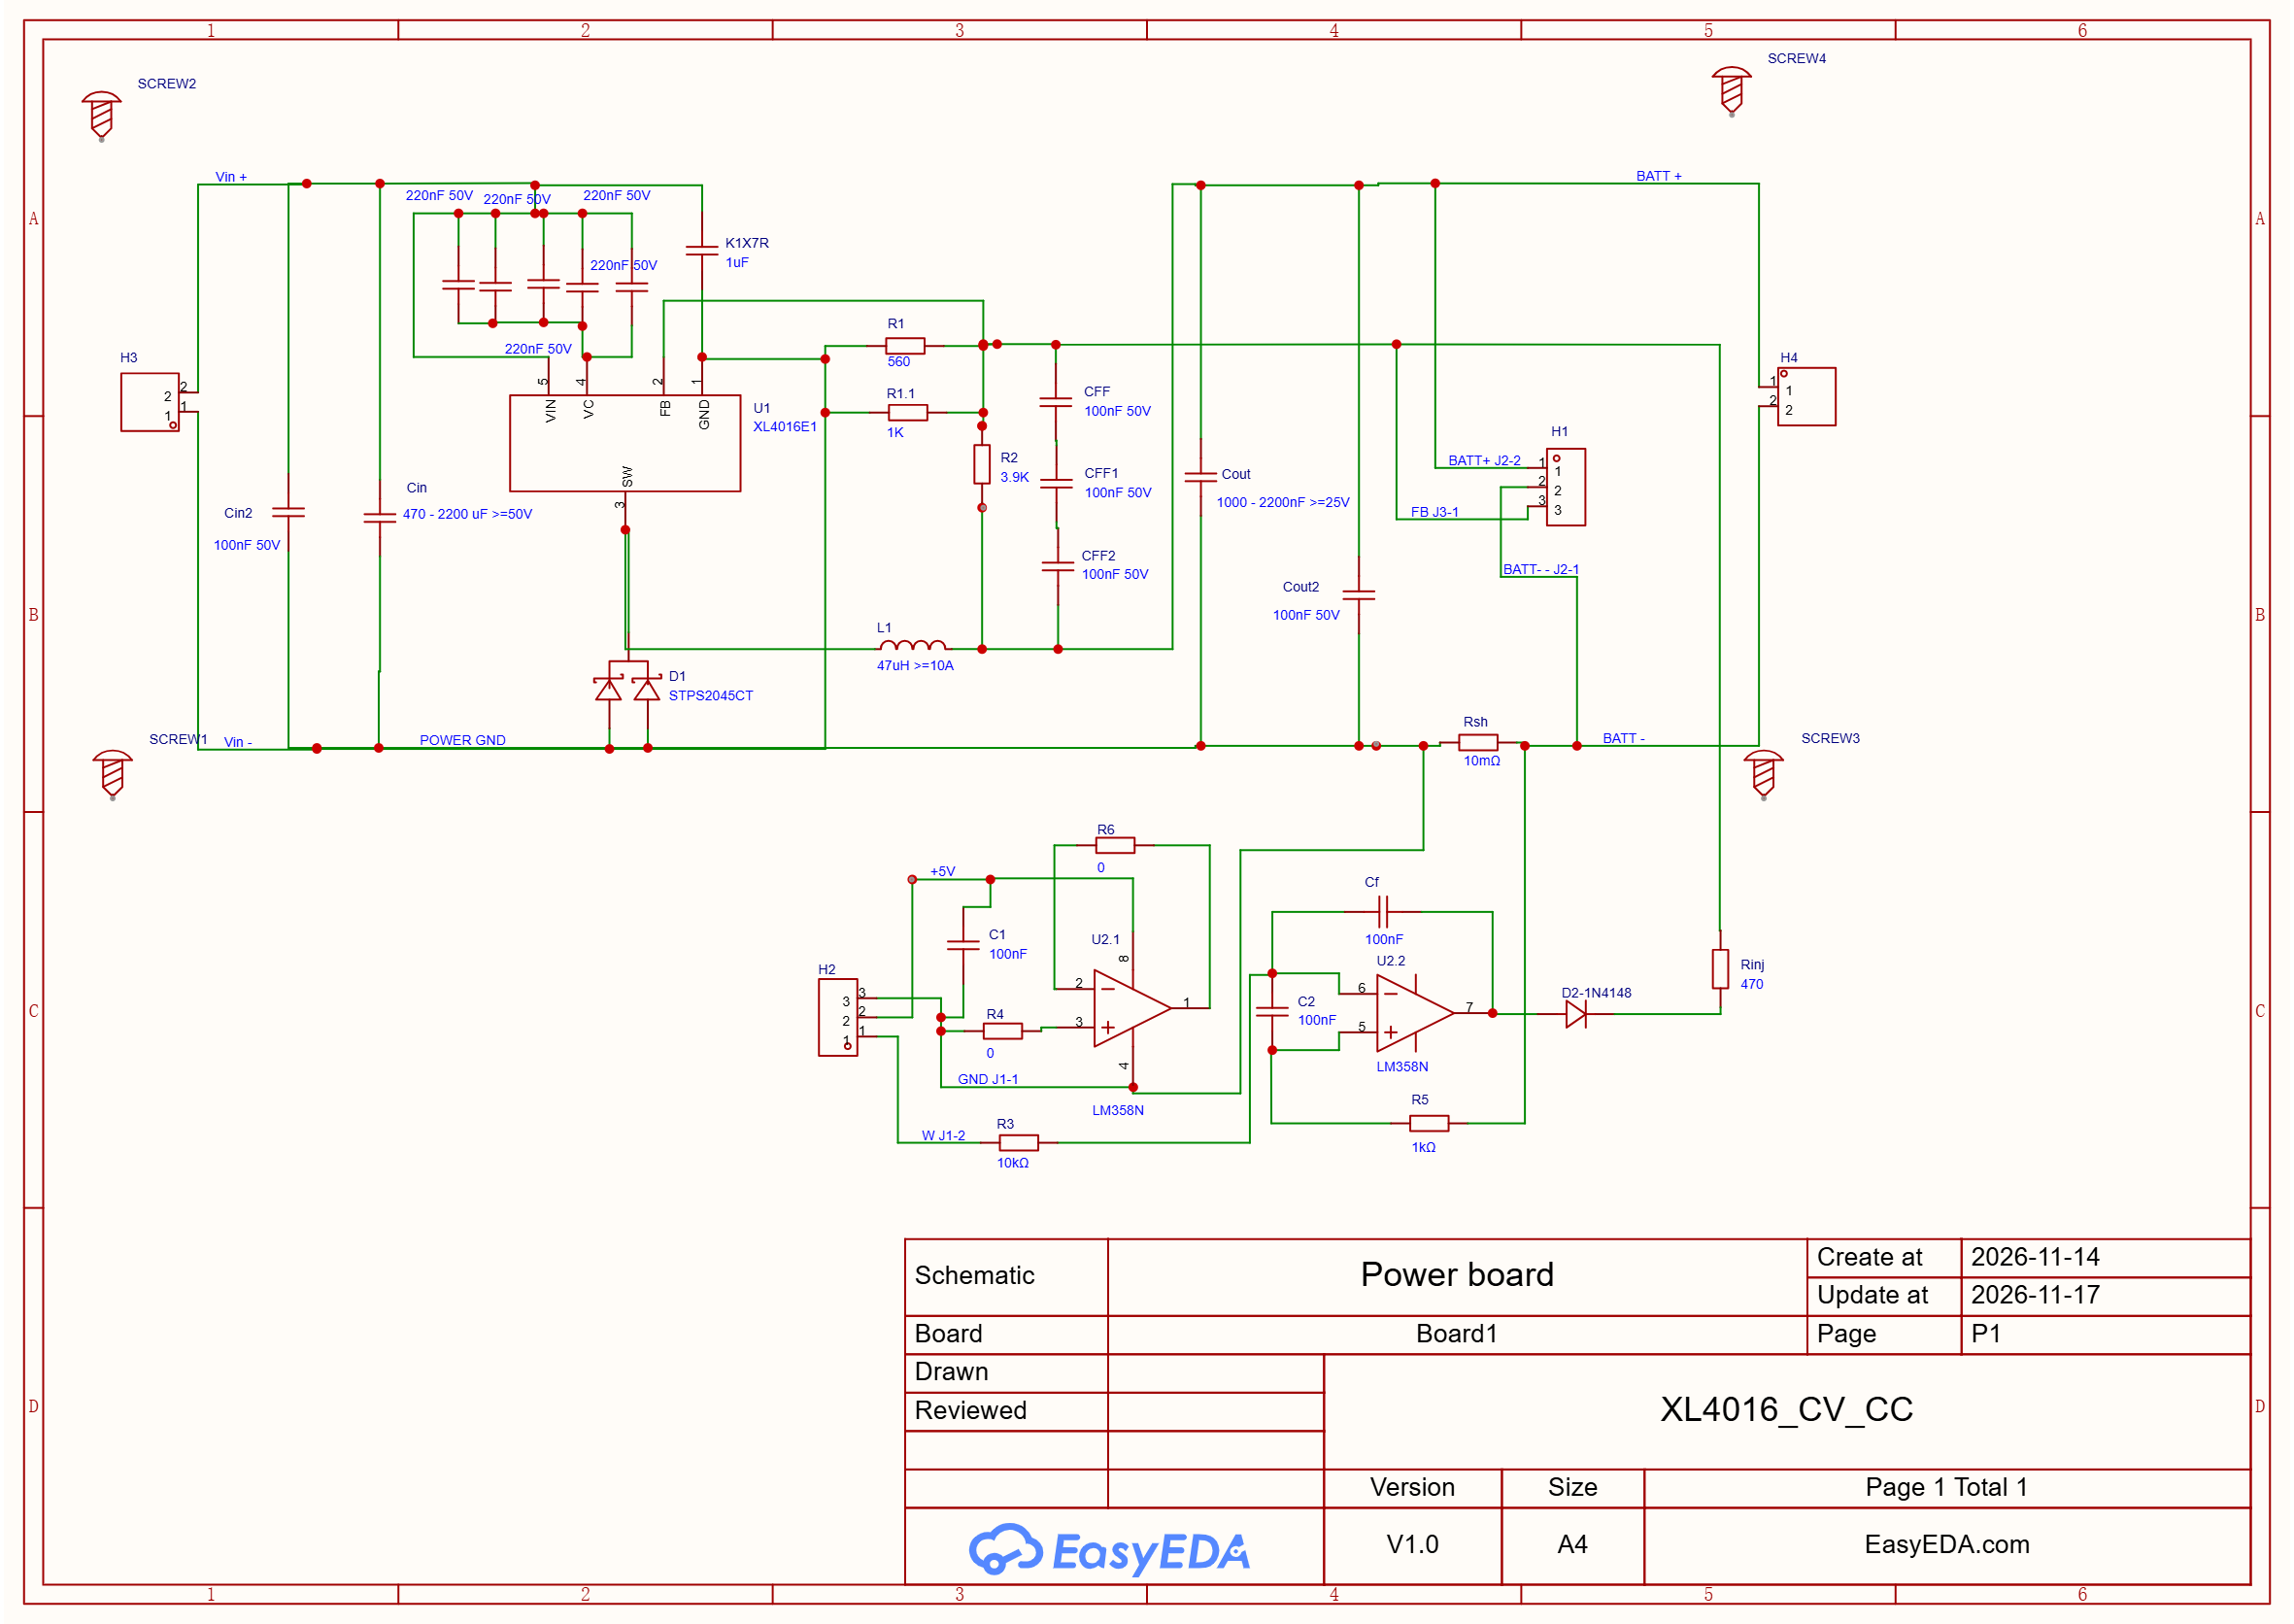 1 2 3 4 5 6
SCREW2
SCREW4
A
A
Vin +
BATT +
220nF 50V
220nF 50V
220nF 50V
220nF 50V
220nF 50V
K1X7R
1uF
H3
2
1
2
1
5
4
2
1
VIN
VC
FB
GND
SW
3
U1
XL4016E1
R1
560
R1.1
1K
R2
3.9K
CFF
100nF 50V
CFF1
100nF 50V
CFF2
100nF 50V
Cout
1000 - 2200nF >=25V
Cout2
100nF 50V
H4
1
2
1
2
H1
BATT+ J2-2
1
2
3
1
2
3
FB J3-1
BATT- - J2-1
Cin2
100nF 50V
Cin
470 - 2200 uF >=50V
B
B
L1
47uH >=10A
D1
STPS2045CT
SCREW1
Vin -
POWER GND
Rsh
10mΩ
BATT -
SCREW3
R6
0
+5V
C1
100nF
U2.1
8
2
3
1
4
LM358N
H2
3
2
1
3
2
1
R4
0
GND J1-1
W J1-2
R3
10kΩ
Cf
100nF
U2.2
6
5
7
LM358N
C2
100nF
R5
1kΩ
D2-1N4148
Rinj
470
C
C
Schematic
Power board
Create at
2026-11-14
Update at
2026-11-17
Board
Board1
Page
P1
Drawn
Reviewed
XL4016_CV_CC
Version
Size
Page 1 Total 1
EasyEDA
V1.0
A4
EasyEDA.com
D
D
1 2 3 4 5 6